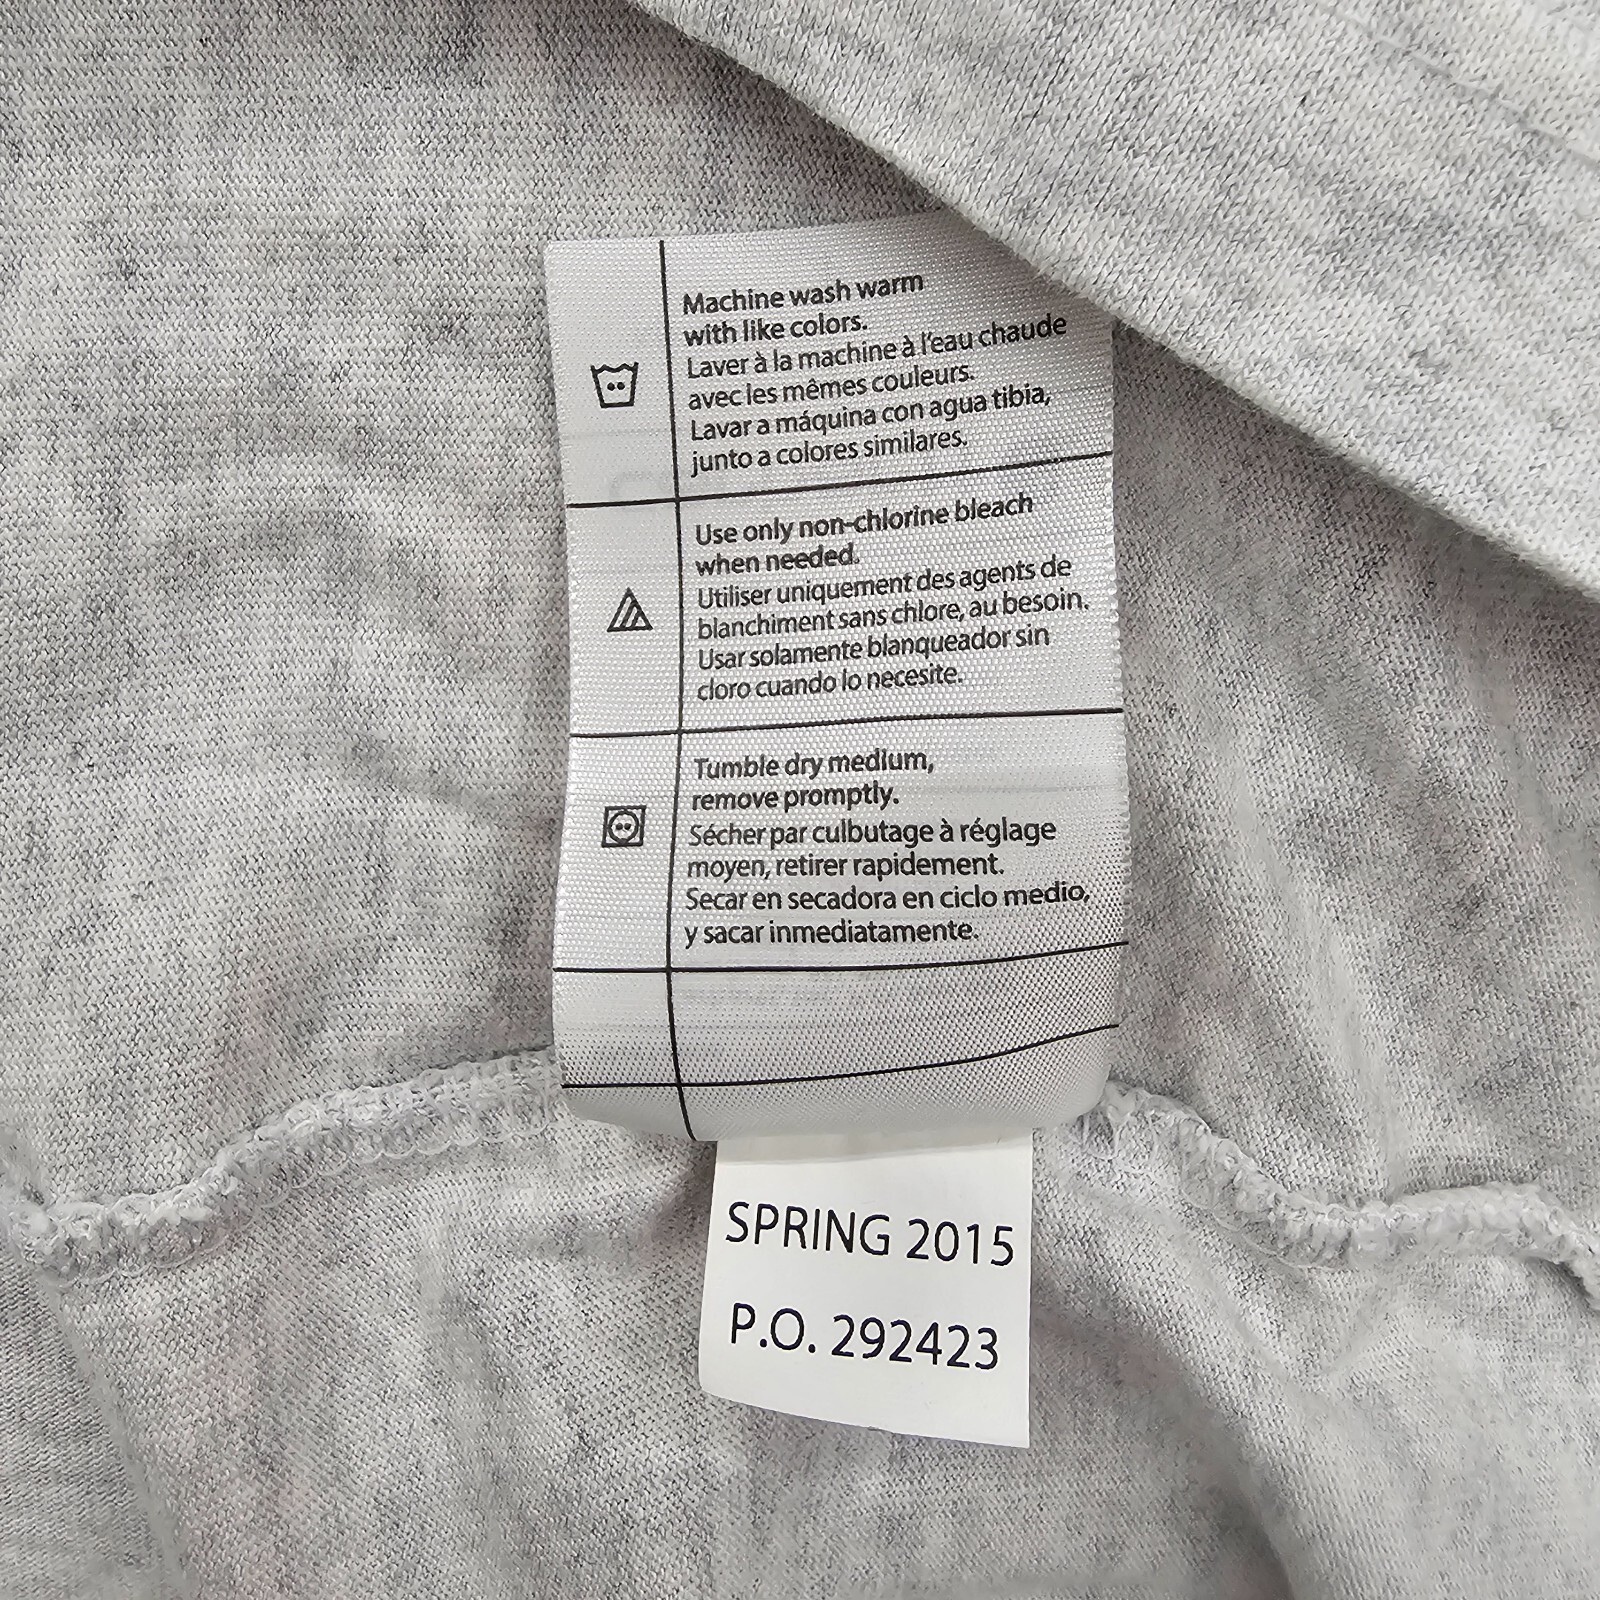 Machine wash warm
with like colors.
Laver à la machine à l'eau chaude
avec les mêmes couleurs.
Lavar a máquina con agua tibia,
junto a colores similares.
Use only non-chlorine bleach
when needed.
Utiliser uniquement des agents de
blanchiment sans chlore, au besoin.
Usar solamente blanqueador sin
cloro cuando lo necesite.
Tumble dry medium,
remove promptly.
Sécher par culbutage à réglage
moyen, retirer rapidement.
Secar en secadora en ciclo medio,
y sacar inmediatamente.
SPRING 2015
P.O. 292423